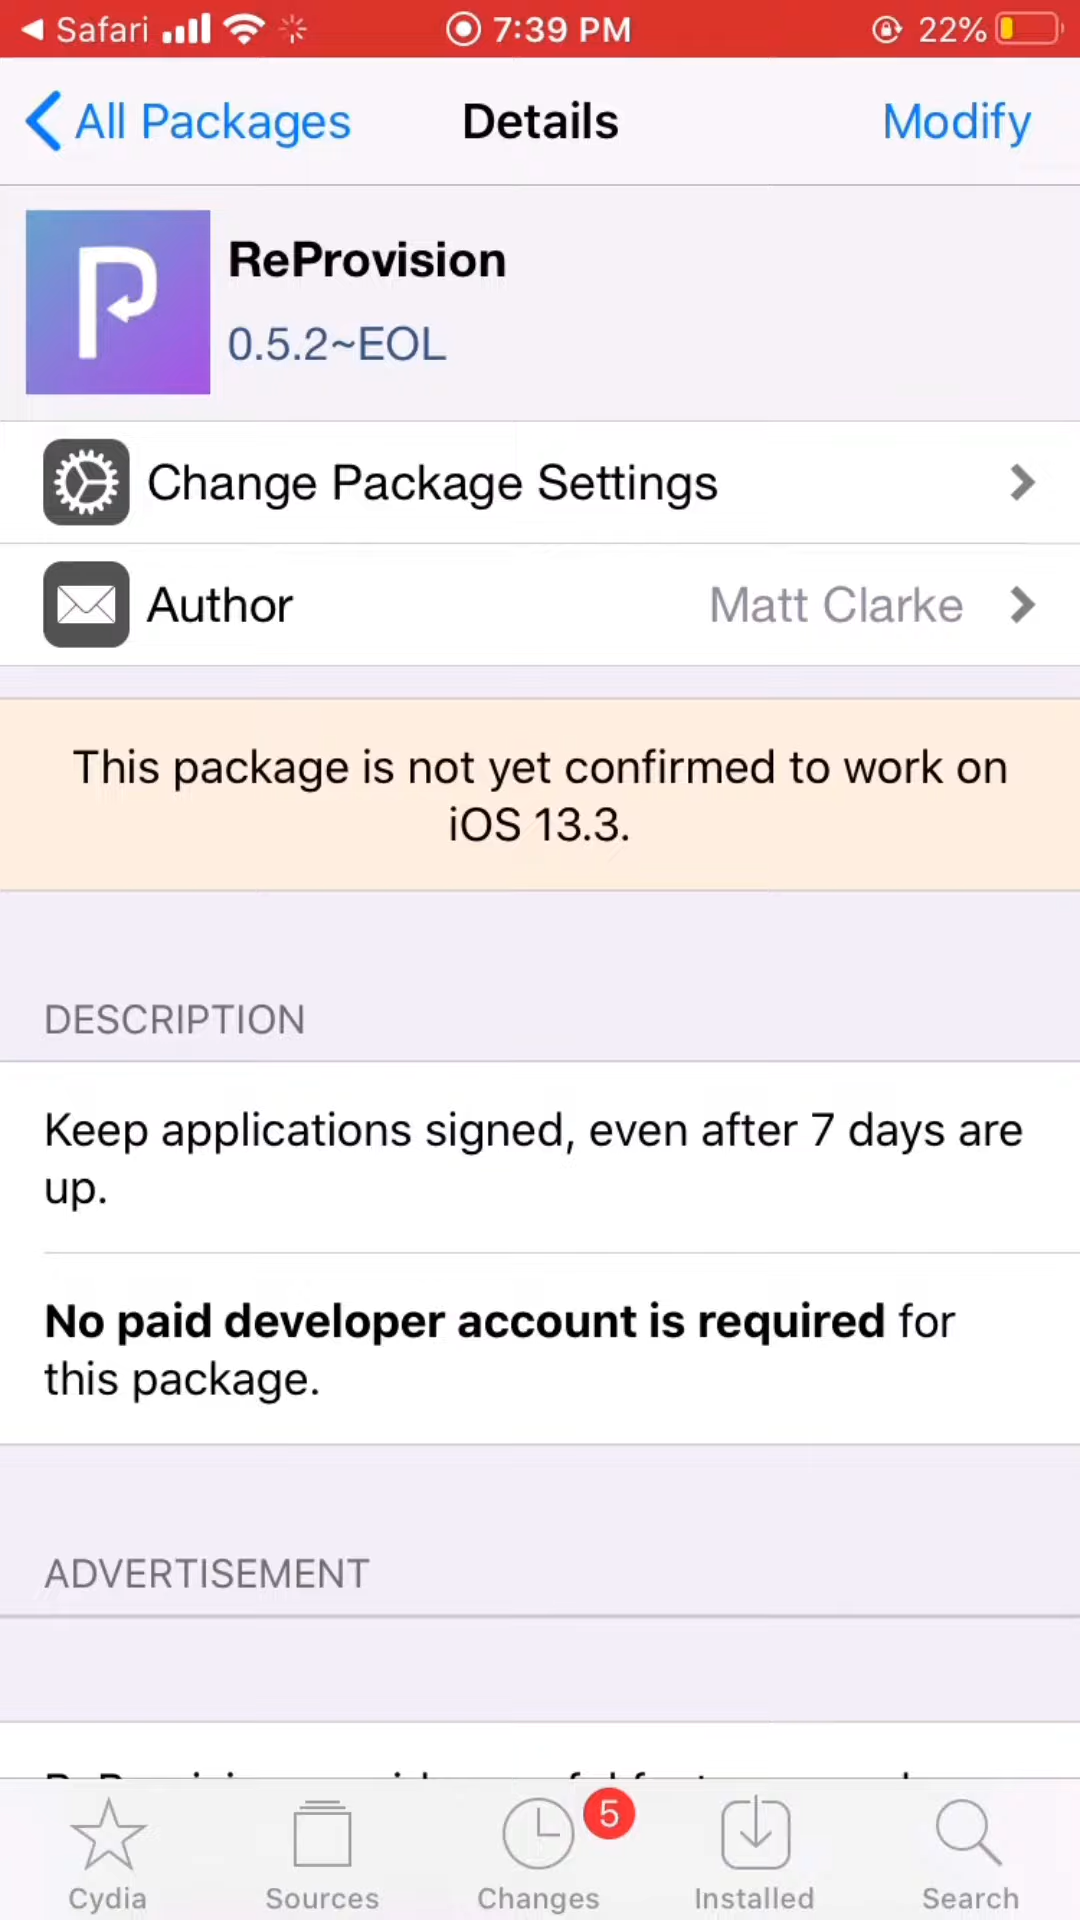 Safari 7:39 PM 22%
All Packages Details Modify
ReProvision
0.5.2~EOL
Change Package Settings
Author Matt Clarke
This package is not yet confirmed to work on
iOS 13.3.
DESCRIPTION
Keep applications signed, even after 7 days are
up.
No paid developer account is required for
this package.
ADVERTISEMENT
5
Cydia Sources Changes Installed Search